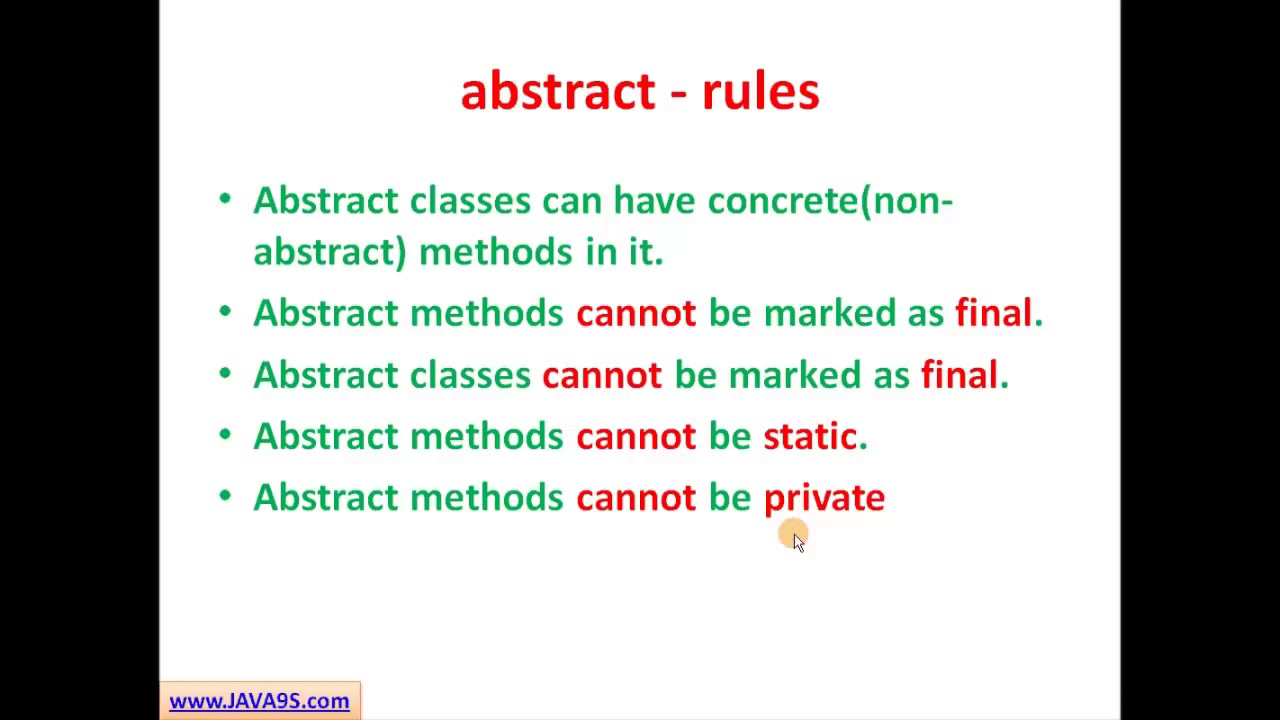 abstract - rules
• Abstract classes can have concrete(non-
abstract) methods in it.
• Abstract methods cannot be marked as final.
• Abstract classes cannot be marked as final.
• Abstract methods cannot be static.
• Abstract methods cannot be private
www.JAVA9S.com